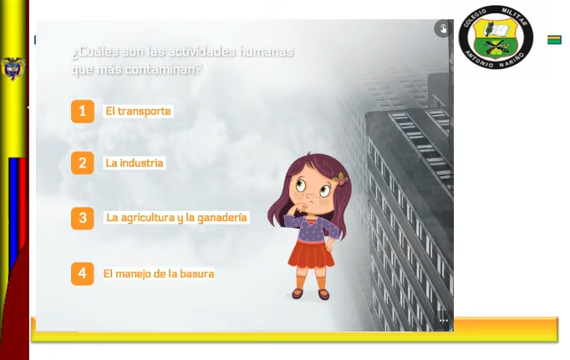 COLEGIO MILITAR
ANTONIO NARIÑO
¿Cuáles son las actividades humanas
que más contaminan?
1 El transporte
2 La industria
3 La agricultura y la ganadería
4 El manejo de la basura